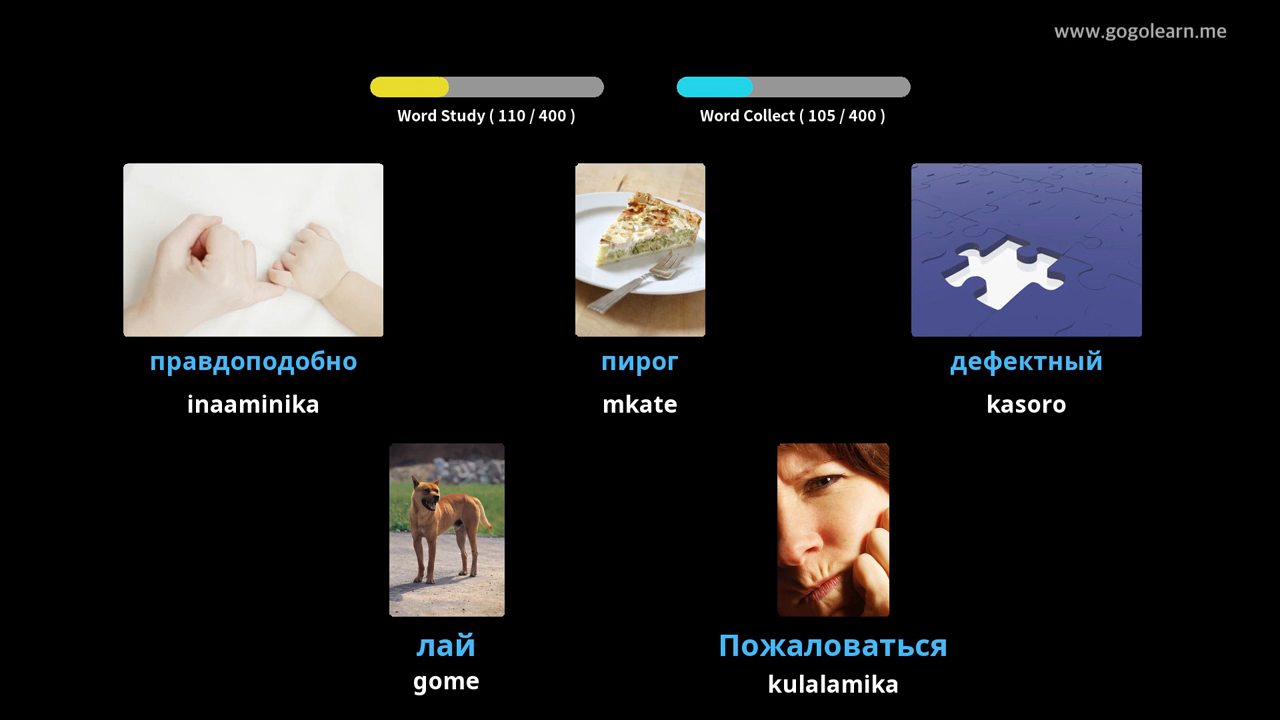 www.gogolearn.me
Word Study ( 110 / 400 )
Word Collect ( 105 / 400 )
правдоподобно
inaaminika
пирог
mkate
дефектный
kasoro
лай
gome
Пожаловаться
kulalamika